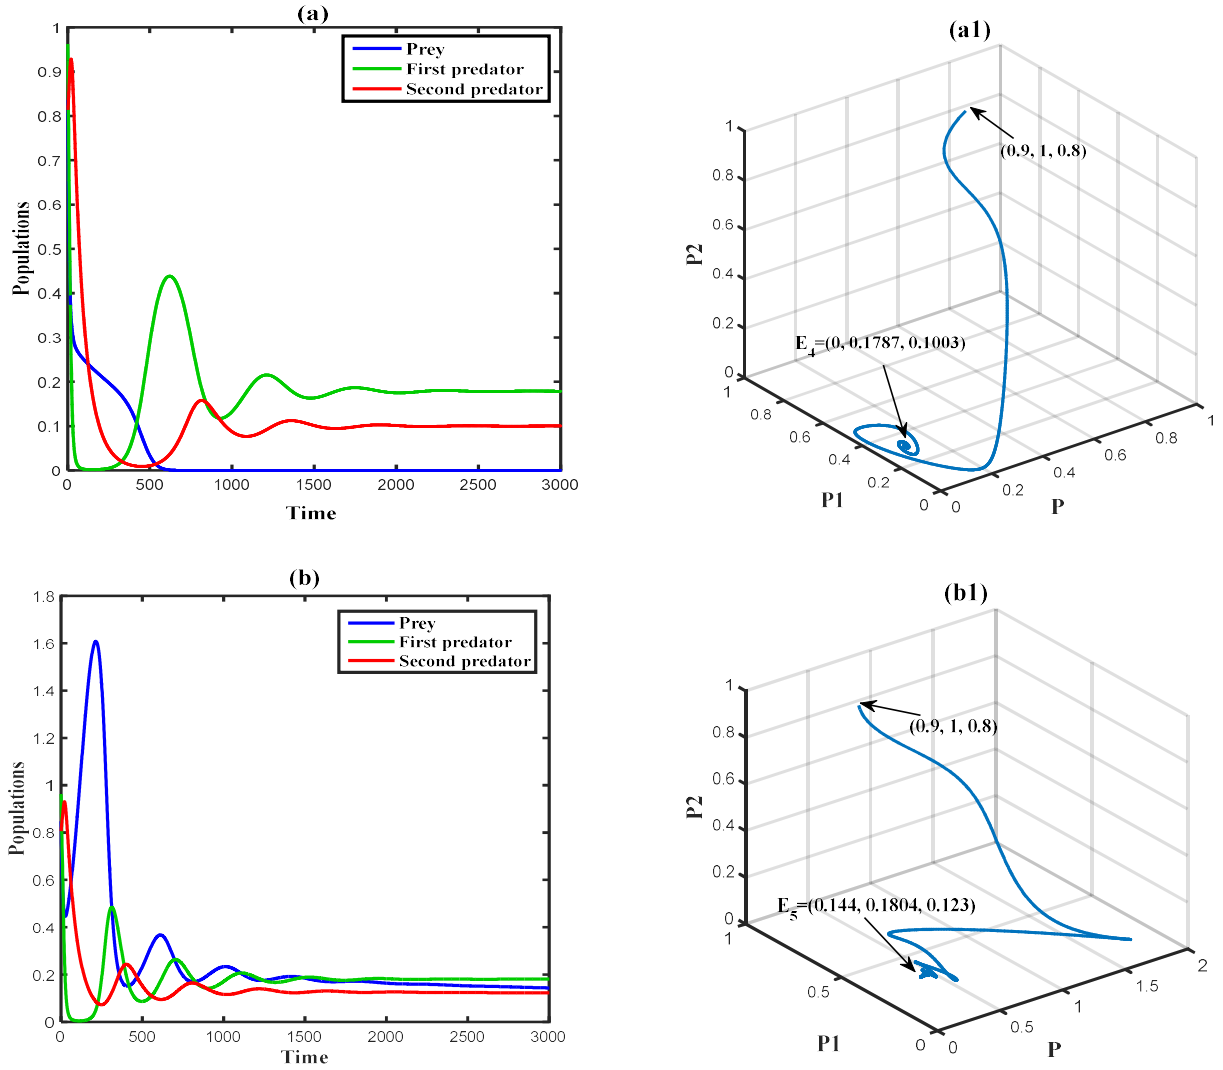 (a)
1
0.9
0.8
0.7
0.6
0.5
0.4
0.3
0.2
0.1
0
Populations
Prey
First predator
Second predator
0 500 1000 1500 2000 2500 3000
Time
(a1)
1
0.8
0.6
0.4
0.2
0
P2
(0.9, 1, 0.8)
E4=(0, 0.1787, 0.1003)
1
0.8
0.6
0.4
0.2
0
P1
0
0.2
0.4
0.6
0.8
1
P
(b)
1.8
1.6
1.4
1.2
1
0.8
0.6
0.4
0.2
0
Populations
Prey
First predator
Second predator
0 500 1000 1500 2000 2500 3000
Time
(b1)
1
0.8
0.6
0.4
0.2
0
P2
(0.9, 1, 0.8)
E5=(0.144, 0.1804, 0.123)
1
0.5
0
P1
0
0.5
1
1.5
2
P